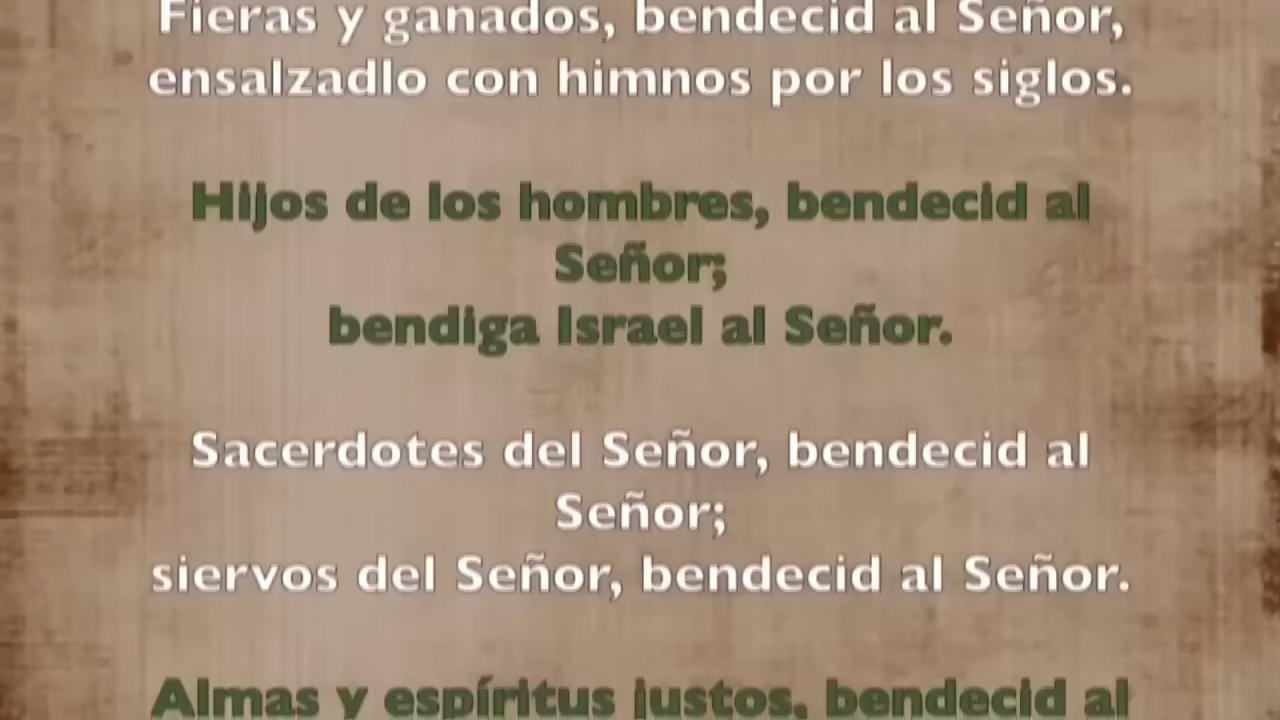 Fieras y ganados, bendecid al Señor,
ensalzadlo con himnos por los siglos.
Hijos de los hombres, bendecid al
Señor;
bendiga Israel al Señor.
Sacerdotes del Señor, bendecid al
Señor;
siervos del Señor, bendecid al Señor.
Almas y espíritus justos, bendecid al